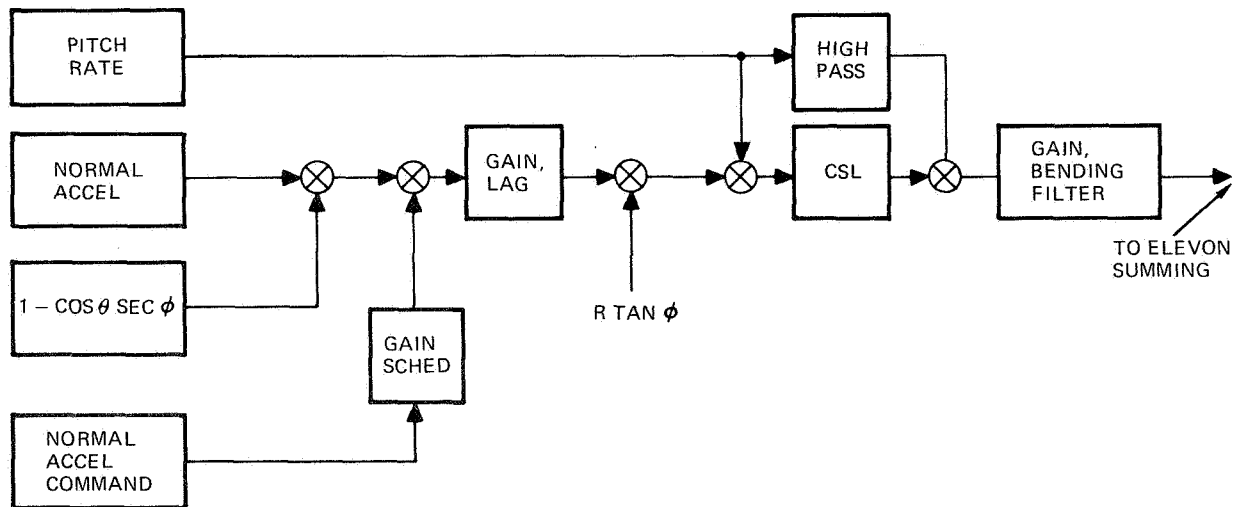 PITCH
RATE
HIGH
PASS
NORMAL
ACCEL
GAIN,
LAG
CSL
GAIN,
BENDING
FILTER
TO ELEVON
SUMMING
1 – COS θ SEC ϕ
R TAN ϕ
GAIN
SCHED
NORMAL
ACCEL
COMMAND